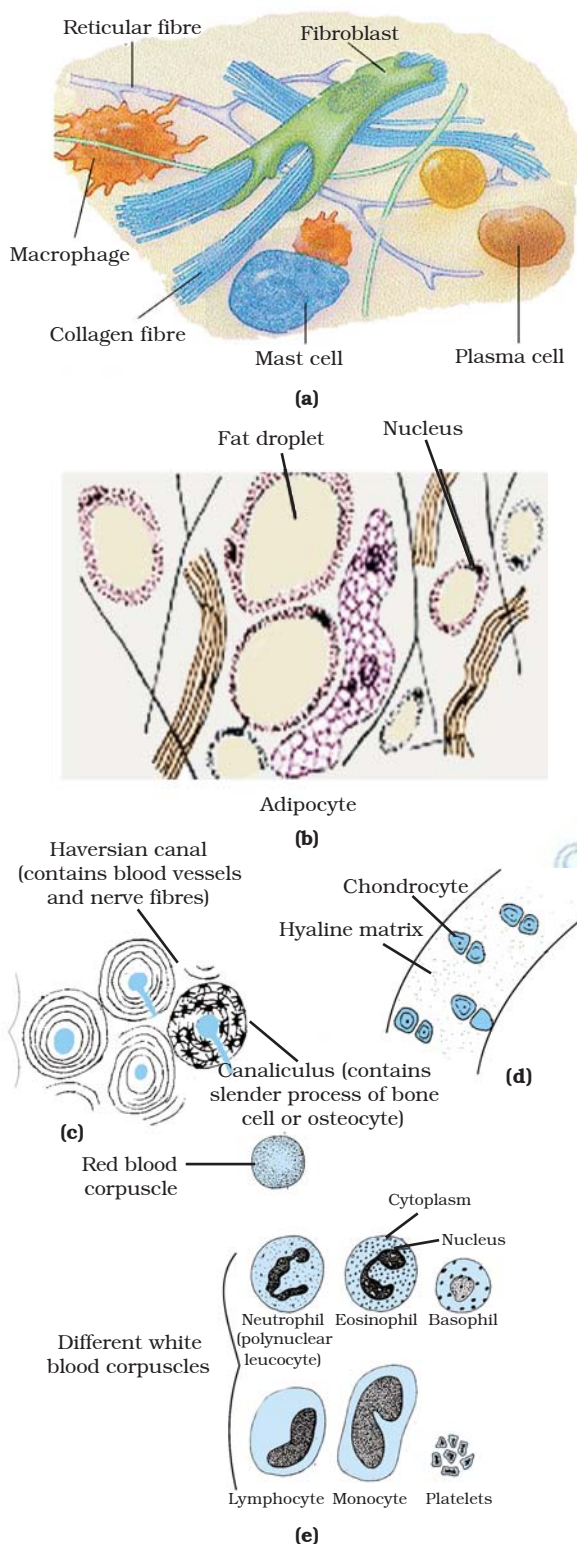 Reticular fibre
Fibroblast
Macrophage
Collagen fibre
Mast cell
Plasma cell
(a)
Fat droplet
Nucleus
Adipocyte
(b)
Haversian canal
(contains blood vessels
and nerve fibres)
Chondrocyte
Hyaline matrix
Canaliculus (contains
slender process of bone
cell or osteocyte)
(c)
(d)
Red blood
corpuscle
Cytoplasm
Nucleus
Neutrophil
(polynuclear
leucocyte)
Eosinophil
Basophil
Different white
blood corpuscles
Lymphocyte
Monocyte
Platelets
(e)